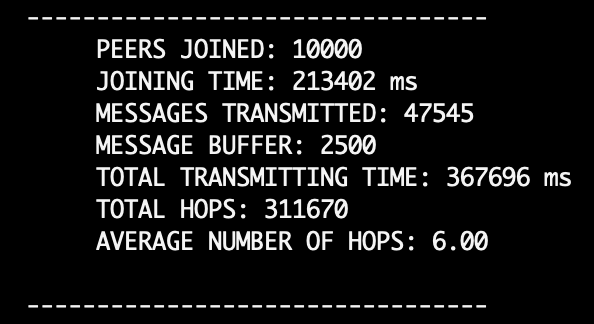 ---------------------------------
PEERS JOINED: 10000
JOINING TIME: 213402 ms
MESSAGES TRANSMITTED: 47545
MESSAGE BUFFER: 2500
TOTAL TRANSMITTING TIME: 367696 ms
TOTAL HOPS: 311670
AVERAGE NUMBER OF HOPS: 6.00
---------------------------------